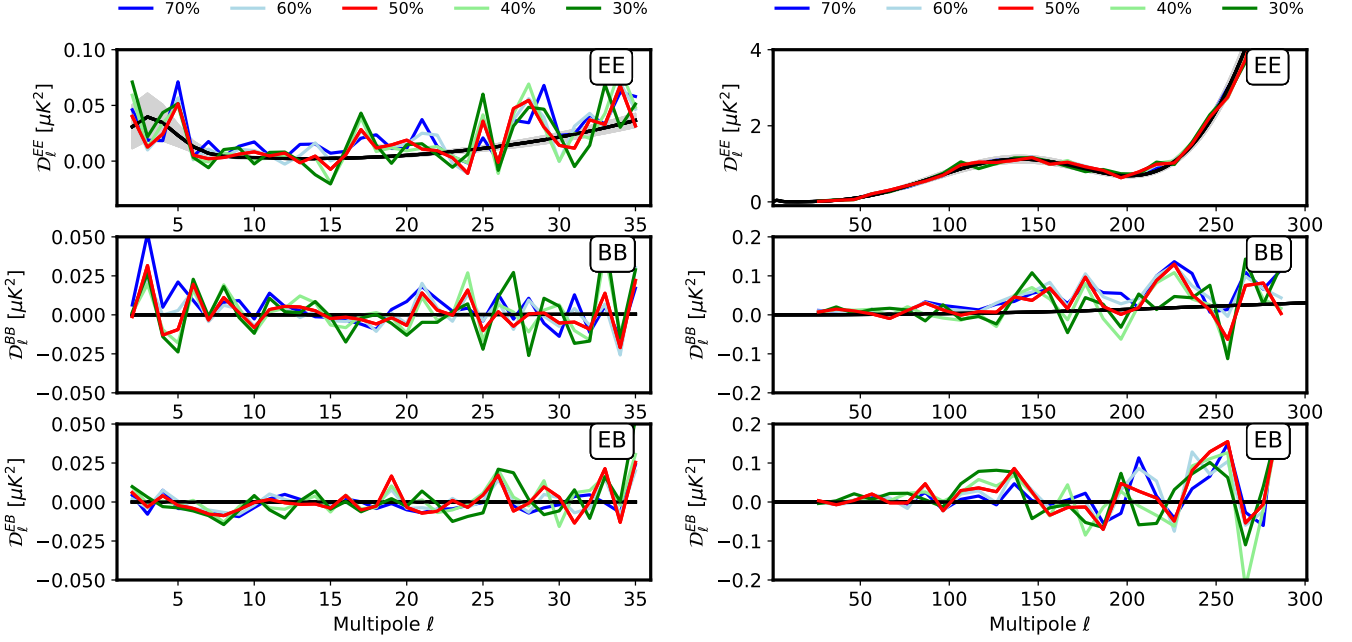 70% 60% 50% 40% 30%
70% 60% 50% 40% 30%
0.10
0.05
0.00
𝒟ℓ^EE [μK²]
EE
5 10 15 20 25 30 35
4
2
0
𝒟ℓ^EE [μK²]
EE
50 100 150 200 250 300
0.050
0.025
0.000
−0.025
−0.050
𝒟ℓ^BB [μK²]
BB
5 10 15 20 25 30 35
0.2
0.1
0.0
−0.1
−0.2
𝒟ℓ^BB [μK²]
BB
50 100 150 200 250 300
0.050
0.025
0.000
−0.025
−0.050
𝒟ℓ^EB [μK²]
EB
5 10 15 20 25 30 35
Multipole ℓ
0.2
0.1
0.0
−0.1
−0.2
𝒟ℓ^EB [μK²]
EB
50 100 150 200 250 300
Multipole ℓ